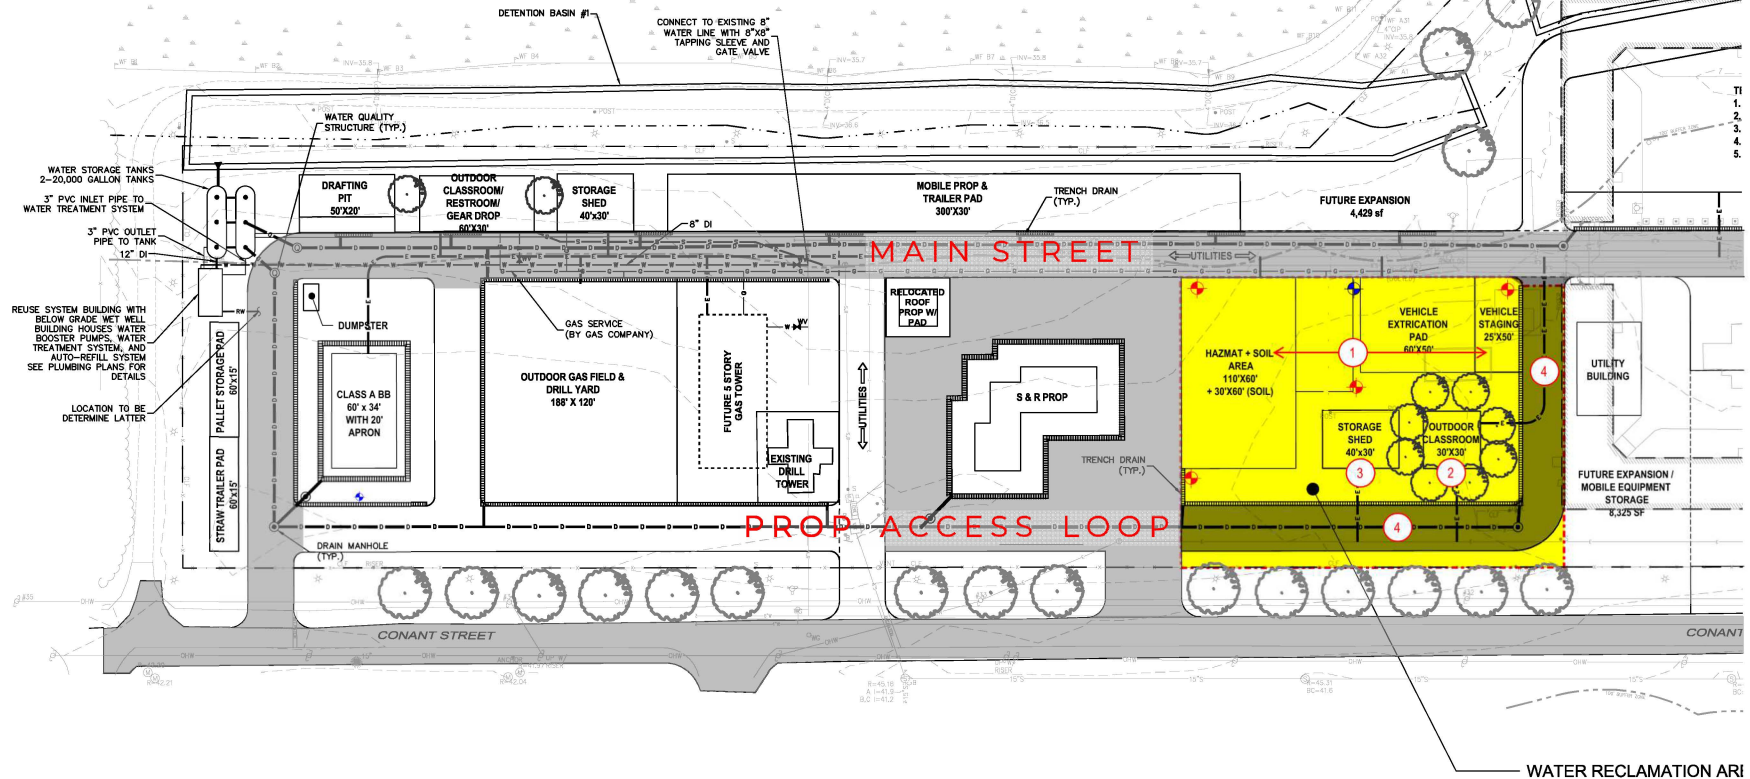 DETENTION BASIN #1
CONNECT TO EXISTING 8"
WATER LINE WITH 8"X8"
TAPPING SLEEVE AND
GATE VALVE
WATER QUALITY
STRUCTURE (TYP.)
WATER STORAGE TANKS
2-20,000 GALLON TANKS
3" PVC INLET PIPE TO
WATER TREATMENT SYSTEM
3" PVC OUTLET
PIPE TO TANK
12" DI
REUSE SYSTEM BUILDING WITH
BELOW GRADE WET WELL
BUILDING HOUSES WATER
BOOSTER PUMPS, WATER
TREATMENT SYSTEM, AND
AUTO-REFILL SYSTEM
SEE PLUMBING PLANS FOR
DETAILS
LOCATION TO BE
DETERMINE LATTER
DRAFTING
PIT
50'X20'
OUTDOOR
CLASSROOM/
RESTROOM/
GEAR DROP
60'X30'
STORAGE
SHED
40'x30'
MOBILE PROP &
TRAILER PAD
300'X30'
TRENCH DRAIN
(TYP.)
FUTURE EXPANSION
4,429 sf
1.
2.
3.
4.
5.
8" DI
MAIN STREET
UTILITIES
RW
DUMPSTER
PALLET STORAGE PAD
60'x15'
STRAW TRAILER PAD
60'x15'
CLASS A BB
60' x 34'
WITH 20'
APRON
GAS SERVICE
(BY GAS COMPANY)
OUTDOOR GAS FIELD &
DRILL YARD
188' X 120'
FUTURE 5 STORY
GAS TOWER
WV
EXISTING
DRILL
TOWER
UTILITIES
RELOCATED
ROOF
PROP W/
PAD
S & R PROP
TRENCH DRAIN
(TYP.)
HAZMAT + SOIL
AREA
110'X60'
+ 30'X60' (SOIL)
VEHICLE
EXTRICATION
PAD
60'X50'
VEHICLE
STAGING
25'X50'
1
4
STORAGE
SHED
40'x30'
3
OUTDOOR
CLASSROOM
30'X30'
2
4
UTILITY
BUILDING
FUTURE EXPANSION /
MOBILE EQUIPMENT
STORAGE
8,325 SF
PROP ACCESS LOOP
DRAIN MANHOLE
(TYP.)
CONANT STREET
CONANT
WATER RECLAMATION